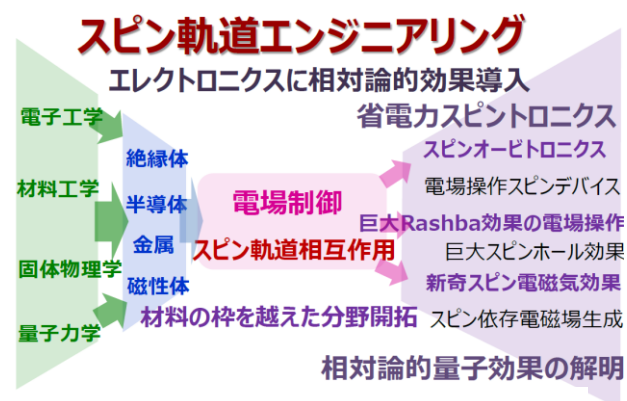 スピン軌道エンジニアリング
エレクトロニクスに相対論的効果導入
電子工学
材料工学
固体物理学
量子力学
絶縁体
半導体
金属
磁性体
電場制御
スピン軌道相互作用
材料の枠を越えた分野開拓
省電力スピントロニクス
スピンオービトロニクス
電場操作スピンデバイス
巨大Rashba効果の電場操作
巨大スピンホール効果
新奇スピン電磁気効果
スピン依存電磁場生成
相対論的量子効果の解明